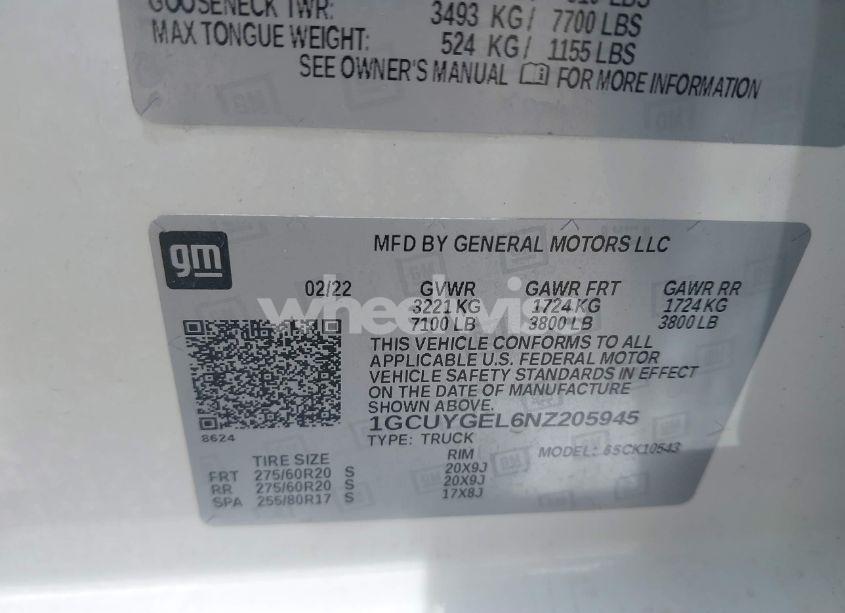 GOOSENECK TWR:
3493 KG / 7700 LBS
MAX TONGUE WEIGHT: 524 KG / 1155 LBS
SEE OWNER'S MANUAL FOR MORE INFORMATION
gm
MFD BY GENERAL MOTORS LLC
02/22 GVWR GAWR FRT GAWR RR
3221 KG 1724 KG 1724 KG
7100 LB 3800 LB 3800 LB
THIS VEHICLE CONFORMS TO ALL
APPLICABLE U.S. FEDERAL MOTOR
VEHICLE SAFETY STANDARDS IN EFFECT
ON THE DATE OF MANUFACTURE
SHOWN ABOVE.
1GCUYGEL6NZ205945
8624
TYPE: TRUCK
MODEL: 6SCK10543
TIRE SIZE RIM
FRT 275/60R20 S 20X9J
RR 275/60R20 S 20X9J
SPA 255/80R17 S 17X8J